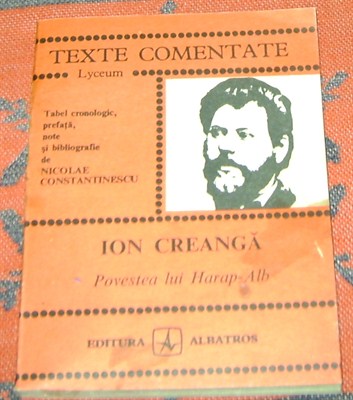 TEXTE COMENTATE
Lyceum
Tabel cronologic,
prefață,
note
și bibliografie
de
NICOLAE
CONSTANTINESCU
ION CREANGĂ
Povestea lui Harap-Alb
EDITURA ALBATROS